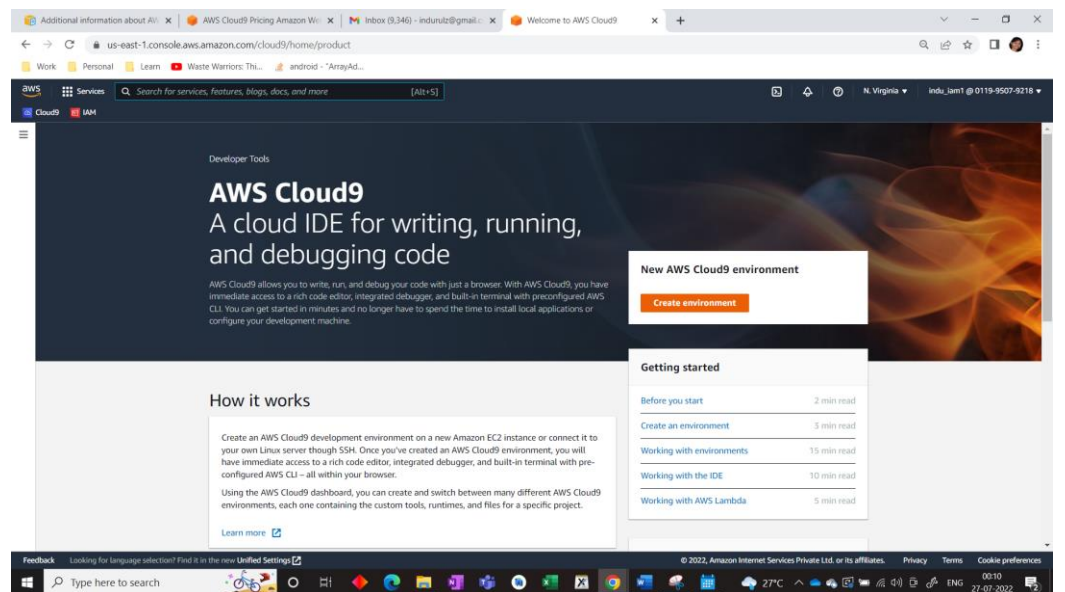 Additional information about AW
AWS Cloud9 Pricing Amazon We
Inbox (9,346) - indurulz@gmail.c
Welcome to AWS Cloud9
us-east-1.console.aws.amazon.com/cloud9/home/product
Work
Personal
Learn
Waste Warriors: Thi...
android - "ArrayAd...
aws
Services
Search for services, features, blogs, docs, and more
[Alt+S]
N. Virginia
indu_iam1 @ 0119-9507-9218
Cloud9
IAM
Developer Tools
AWS Cloud9
A cloud IDE for writing, running,
and debugging code
AWS Cloud9 allows you to write, run, and debug your code with just a browser. With AWS Cloud9, you have
immediate access to a rich code editor, integrated debugger, and built-in terminal with preconfigured AWS
CLI. You can get started in minutes and no longer have to spend the time to install local applications or
configure your development machine.
New AWS Cloud9 environment
Create environment
Getting started
Before you start
2 min read
Create an environment
3 min read
Working with environments
15 min read
Working with the IDE
10 min read
Working with AWS Lambda
5 min read
How it works
Create an AWS Cloud9 development environment on a new Amazon EC2 instance or connect it to
your own Linux server though SSH. Once you've created an AWS Cloud9 environment, you will
have immediate access to a rich code editor, integrated debugger, and built-in terminal with pre-
configured AWS CLI – all within your browser.
Using the AWS Cloud9 dashboard, you can create and switch between many different AWS Cloud9
environments, each one containing the custom tools, runtimes, and files for a specific project.
Learn more
Feedback
Looking for language selection? Find it in the new Unified Settings
© 2022, Amazon Internet Services Private Ltd. or its affiliates.
Privacy
Terms
Cookie preferences
Type here to search
27°C
ENG
00:10
27-07-2022